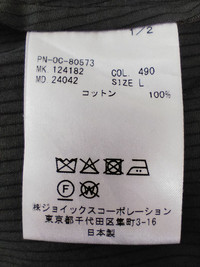 1/2
PN-OC-80573
MK 124182 COL. 490
MD 24042 SIZE L
コットン 100%
F W
㈱ジョイックスコーポレーション
東京都千代田区隼町3-16
日本製